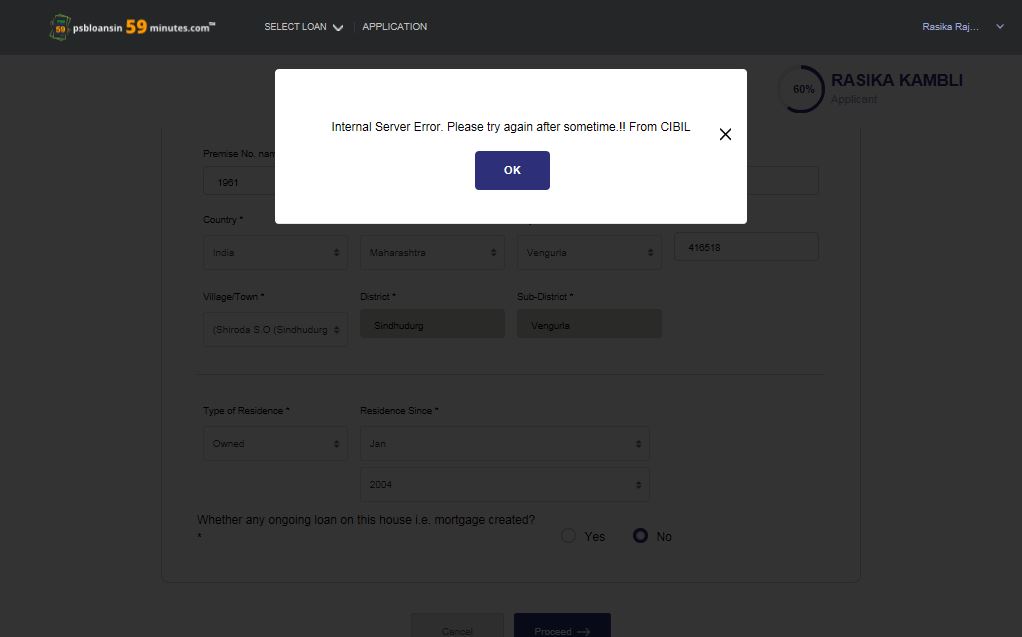 psbloansin 59 minutes.com™
SELECT LOAN
APPLICATION
Rasika Raj...
60%
RASIKA KAMBLI
Applicant
Internal Server Error. Please try again after sometime.!! From CIBIL
OK
Premise No. nam
1961
Country *
India
Maharashtra
Vengurla
416518
Village/Town *
District *
Sub-District *
(Shiroda S.O (Sindhudurg
Sindhudurg
Vengurla
Type of Residence *
Residence Since *
Owned
Jan
2004
Whether any ongoing loan on this house i.e. mortgage created?
*
Yes
No
Cancel
Proceed